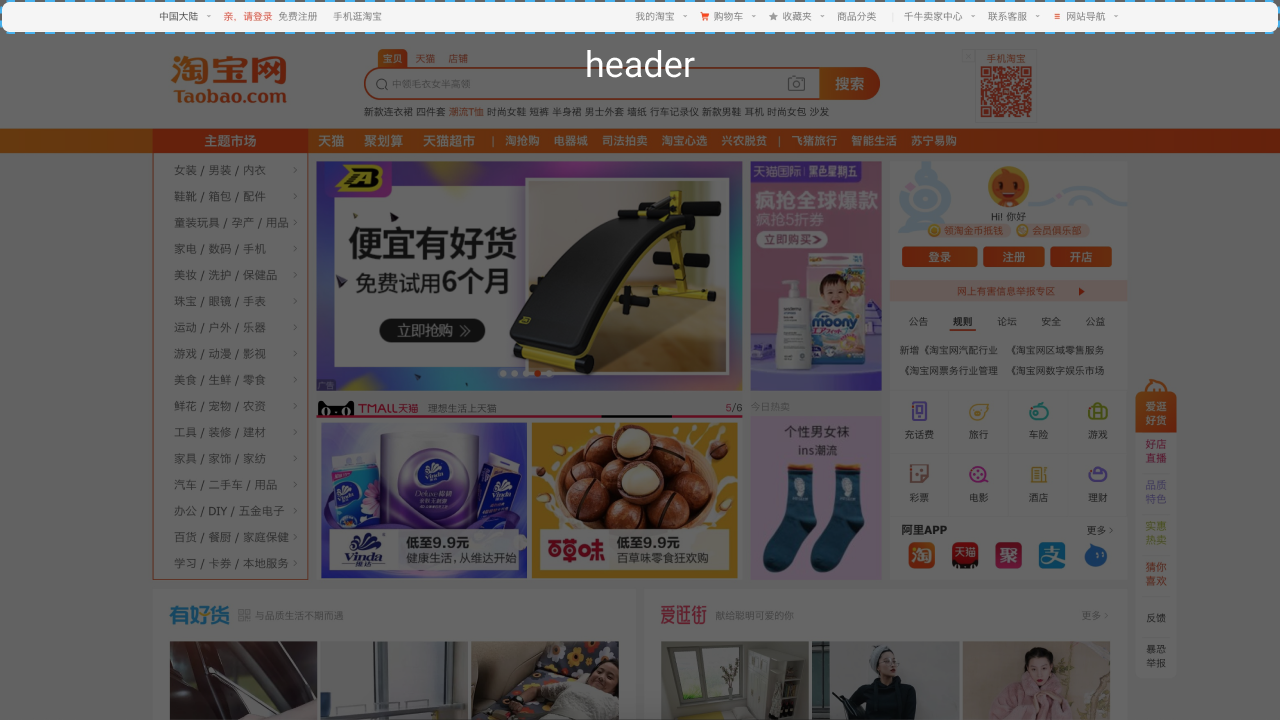 中国大陆 亲，请登录 免费注册 手机逛淘宝 我的淘宝 购物车 收藏夹 商品分类 千牛卖家中心 联系客服 网站导航
header
宝贝 天猫 店铺
手机淘宝
淘宝网
Taobao.com
中领毛衣女半高领 搜索
新款连衣裙 四件套 潮流T恤 时尚女鞋 短裤 半身裙 男士外套 墙纸 行车记录仪 新款男鞋 耳机 时尚女包 沙发
主题市场 天猫 聚划算 天猫超市 | 淘抢购 电器城 司法拍卖 淘宝心选 兴农脱贫 | 飞猪旅行 智能生活 苏宁易购
女装 / 男装 / 内衣
鞋靴 / 箱包 / 配件
童装玩具 / 孕产 / 用品
家电 / 数码 / 手机
美妆 / 洗护 / 保健品
珠宝 / 眼镜 / 手表
运动 / 户外 / 乐器
游戏 / 动漫 / 影视
美食 / 生鲜 / 零食
鲜花 / 宠物 / 农资
工具 / 装修 / 建材
家具 / 家饰 / 家纺
汽车 / 二手车 / 用品
办公 / DIY / 五金电子
百货 / 餐厨 / 家庭保健
学习 / 卡券 / 本地服务
便宜有好货
免费试用6个月
立即抢购
广告
天猫国际 黑色星期五
疯抢全球爆款
疯抢5折券
立即购买>
moony
Hi! 你好
领淘金币抵钱 会员俱乐部
登录 注册 开店
网上有害信息举报专区
公告 规则 论坛 安全 公益
新增《淘宝网汽配行业 《淘宝网区域零售服务
《淘宝网票务行业管理 《淘宝网数字娱乐市场
TMALL天猫 理想生活上天猫 5/6
今日热卖
Vinda
Deluxe
Vinda
Vinda
低至9.9元
健康生活，从维达开始
百草味
低至9.9元
百草味零食狂欢购
个性男女袜
ins潮流
充话费 旅行 车险 游戏
彩票 电影 酒店 理财
阿里APP 更多
淘 天猫 聚 支
爱逛
好货
好店
直播
品质
特色
实惠
热卖
猜你
喜欢
反馈
暴恐
举报
有好货 与品质生活不期而遇
爱逛街 献给聪明可爱的你 更多